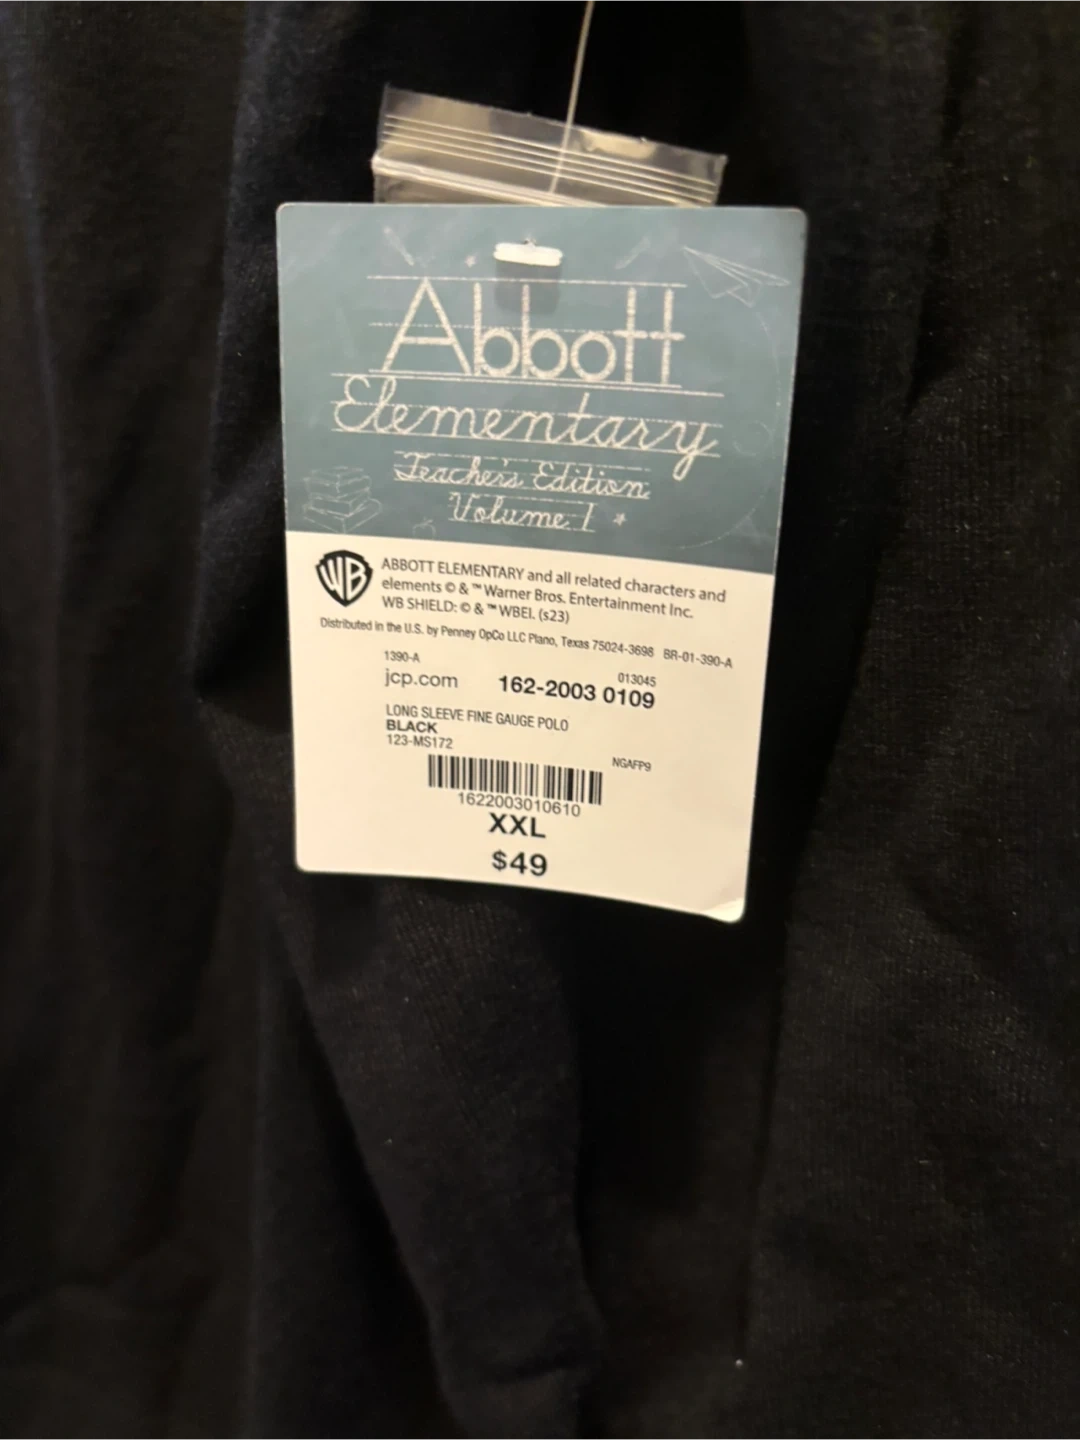 Abbott
Elementary
Teacher's Edition
Volume 1
WB
ABBOTT ELEMENTARY and all related characters and
elements © & ™ Warner Bros. Entertainment Inc.
WB SHIELD: © & ™ WBEI. (s23)
Distributed in the U.S. by Penney OpCo LLC Plano, Texas 75024-3698 BR-01-390-A
1390-A
013045
jcp.com 162-2003 0109
LONG SLEEVE FINE GAUGE POLO
BLACK
123-MS172
NGAFP9
1622003010610
XXL
$49